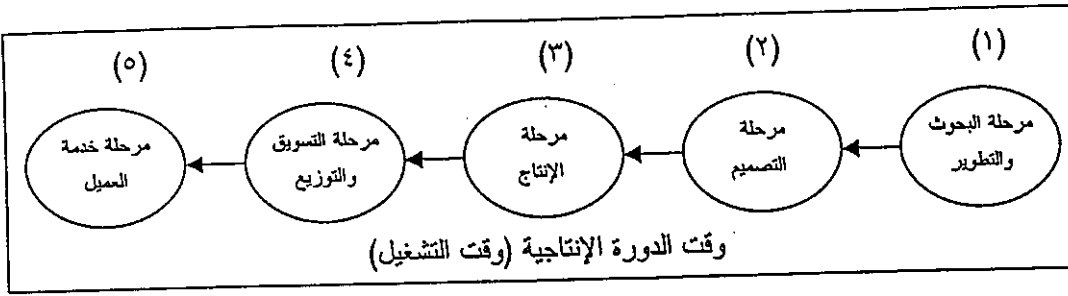 (١)
(٢)
(٣)
(٤)
(٥)
مرحلة البحوث
والتطوير
مرحلة
التصميم
مرحلة
الإنتاج
مرحلة التسويق
والتوزيع
مرحلة خدمة
العميل
وقت الدورة الإنتاجية (وقت التشغيل)